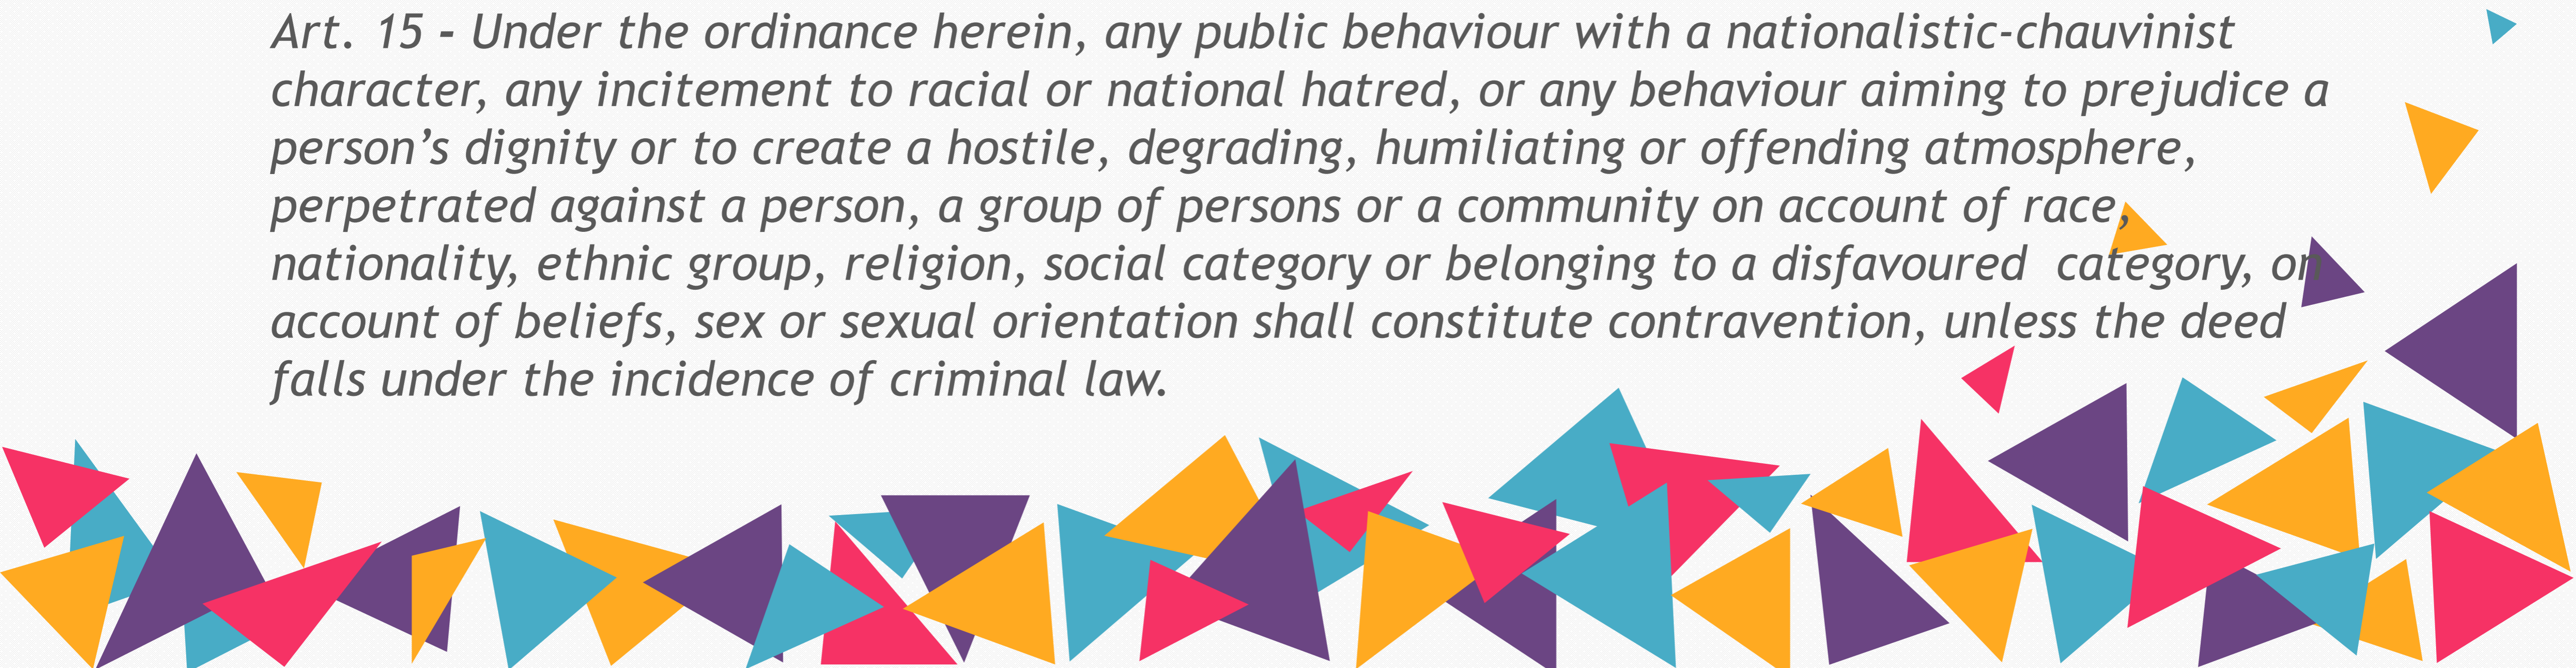 Art. 15 - Under the ordinance herein, any public behaviour with a nationalistic-chauvinist
character, any incitement to racial or national hatred, or any behaviour aiming to prejudice a
person’s dignity or to create a hostile, degrading, humiliating or offending atmosphere,
perpetrated against a person, a group of persons or a community on account of race,
nationality, ethnic group, religion, social category or belonging to a disfavoured  category, on
account of beliefs, sex or sexual orientation shall constitute contravention, unless the deed
falls under the incidence of criminal law.